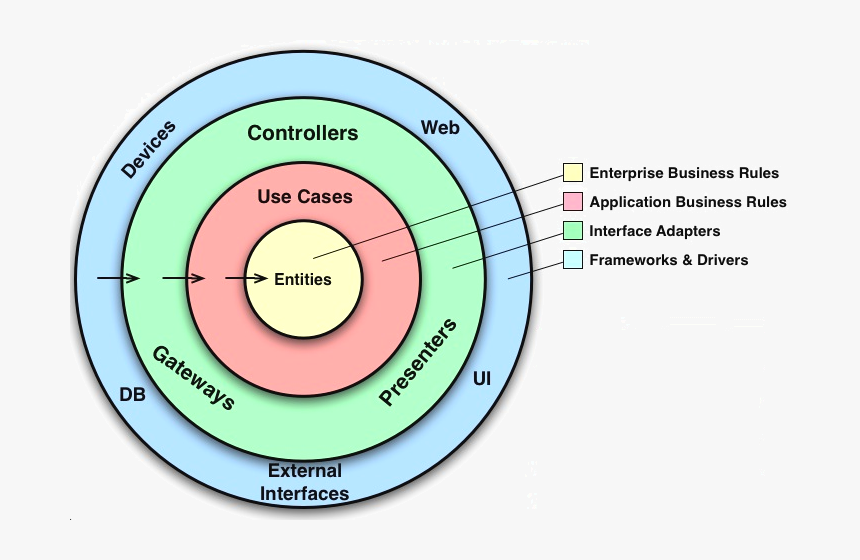 Devices
Controllers
Web
Use Cases
Entities
Gateways
Presenters
DB
UI
External
Interfaces
Enterprise Business Rules
Application Business Rules
Interface Adapters
Frameworks & Drivers